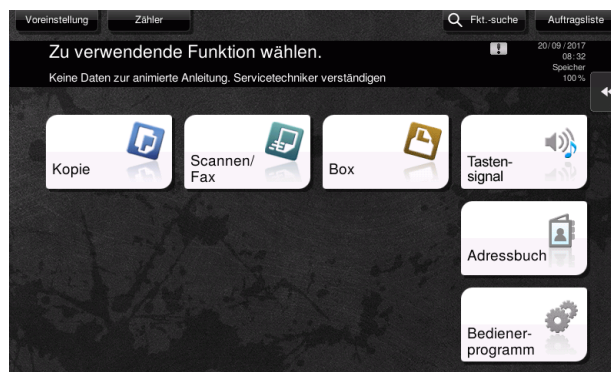 Voreinstellung
Zähler
Fkt.-suche
Auftragsliste
Zu verwendende Funktion wählen.
Keine Daten zur animierte Anleitung. Servicetechniker verständigen
20/09/2017
08:32
Speicher
100 %
Kopie
Scannen/
Fax
Box
Tasten-
signal
Adressbuch
Bediener-
programm